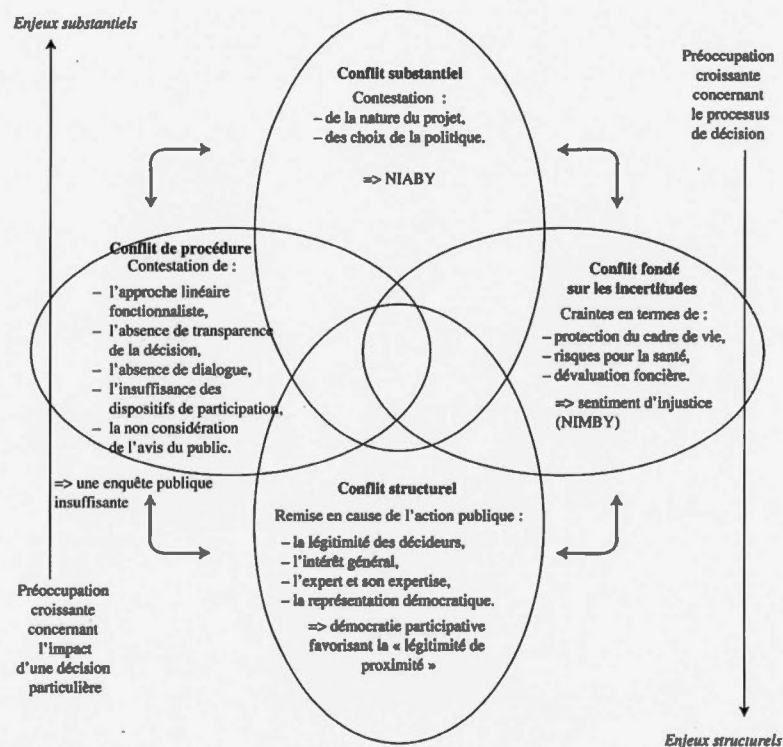 Enjeux substantiels
Préoccupation
croissante
concernant
le processus
de décision
Conflit substantiel
Contestation :
– de la nature du projet,
– des choix de la politique.
=> NIABY
Conflit de procédure
Contestation de :
– l'approche linéaire
fonctionnaliste,
– l'absence de transparence
de la décision,
– l'absence de dialogue,
– l'insuffisance des
dispositifs de participation,
– la non considération
de l'avis du public.
=> une enquête publique
insuffisante
Conflit fondé
sur les incertitudes
Craintes en termes de :
– protection du cadre de vie,
– risques pour la santé,
– dévaluation foncière.
=> sentiment d'injustice
(NIMBY)
Conflit structurel
Remise en cause de l'action publique :
– la légitimité des décideurs,
– l'intérêt général,
– l'expert et son expertise,
– la représentation démocratique.
=> démocratie participative
favorisant la « légitimité de
proximité »
Préoccupation
croissante
concernant
l'impact
d'une décision
particulière
Enjeux structurels